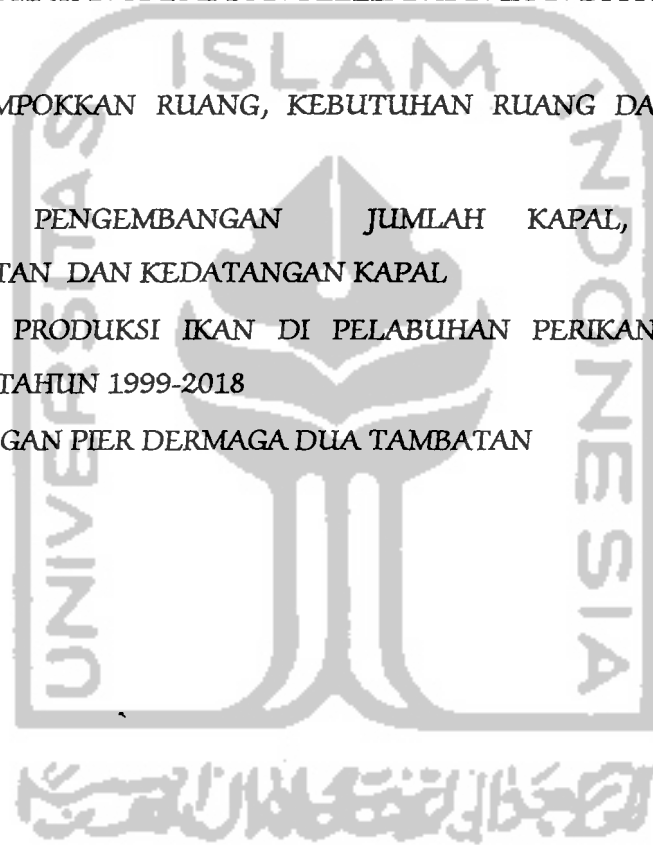 MPOKKAN RUANG, KEBUTUHAN RUANG DA
PENGEMBANGAN JUMLAH KAPAL,
TAN DAN KEDATANGAN KAPAL
PRODUKSI IKAN DI PELABUHAN PERIKAN
TAHUN 1999-2018
GAN PIER DERMAGA DUA TAMBATAN
ISLAM
UNIVERSITAS
INDONESIA